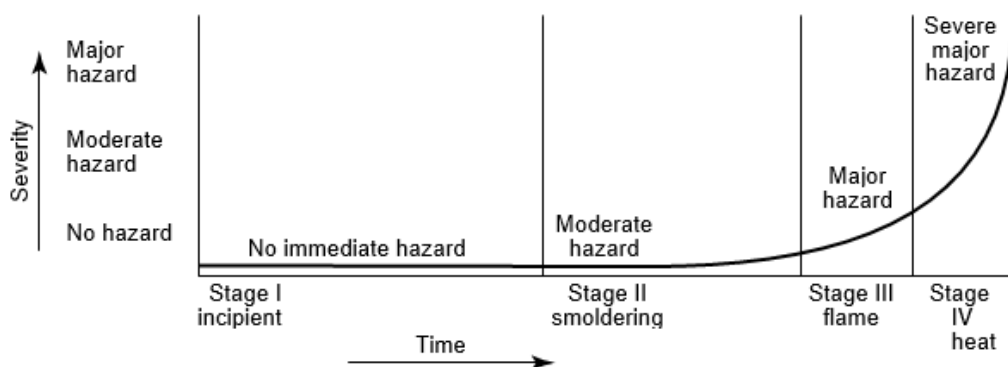 Severity
Major
hazard
Moderate
hazard
No hazard
No immediate hazard
Moderate
hazard
Major
hazard
Severe
major
hazard
Stage I
incipient
Stage II
smoldering
Stage III
flame
Stage
IV
heat
Time